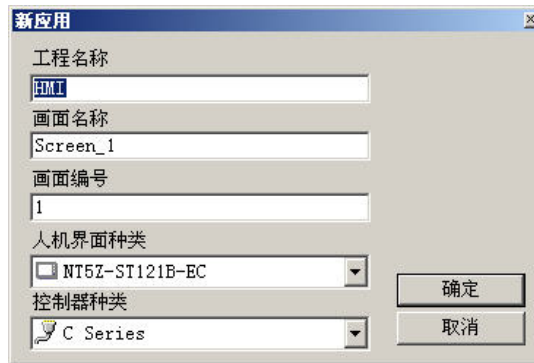 新应用
工程名称
HMI
画面名称
Screen_1
画面编号
1
人机界面种类
NT5Z-ST121B-EC
控制器种类
C Series
确定
取消